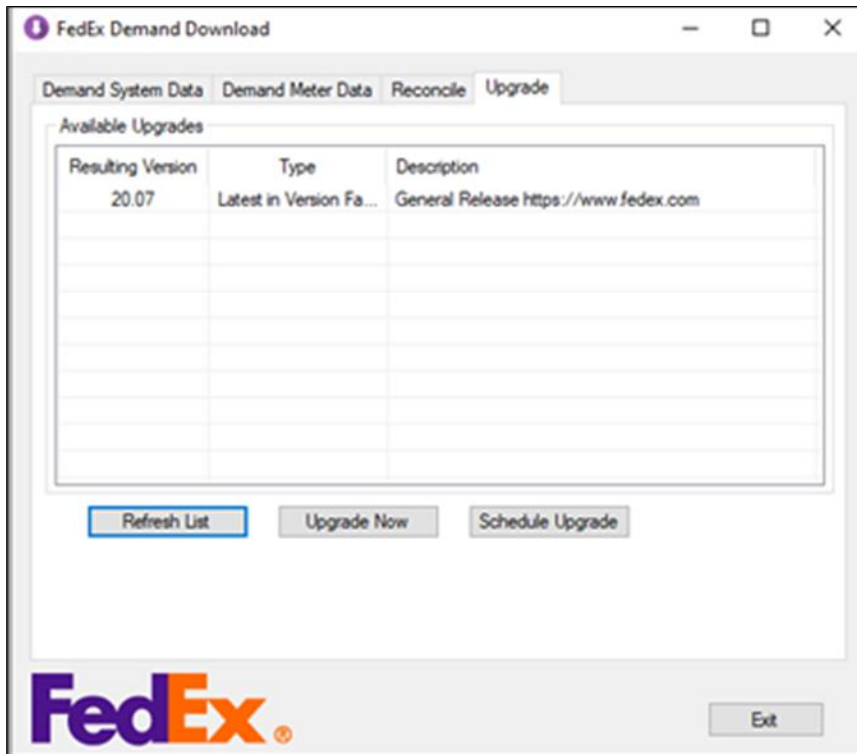 FedEx Demand Download
Demand System Data Demand Meter Data Reconcile Upgrade
Available Upgrades
Resulting Version Type Description
20.07 Latest in Version Fa... General Release https://www.fedex.com
Refresh List Upgrade Now Schedule Upgrade
FedEx®
Exit